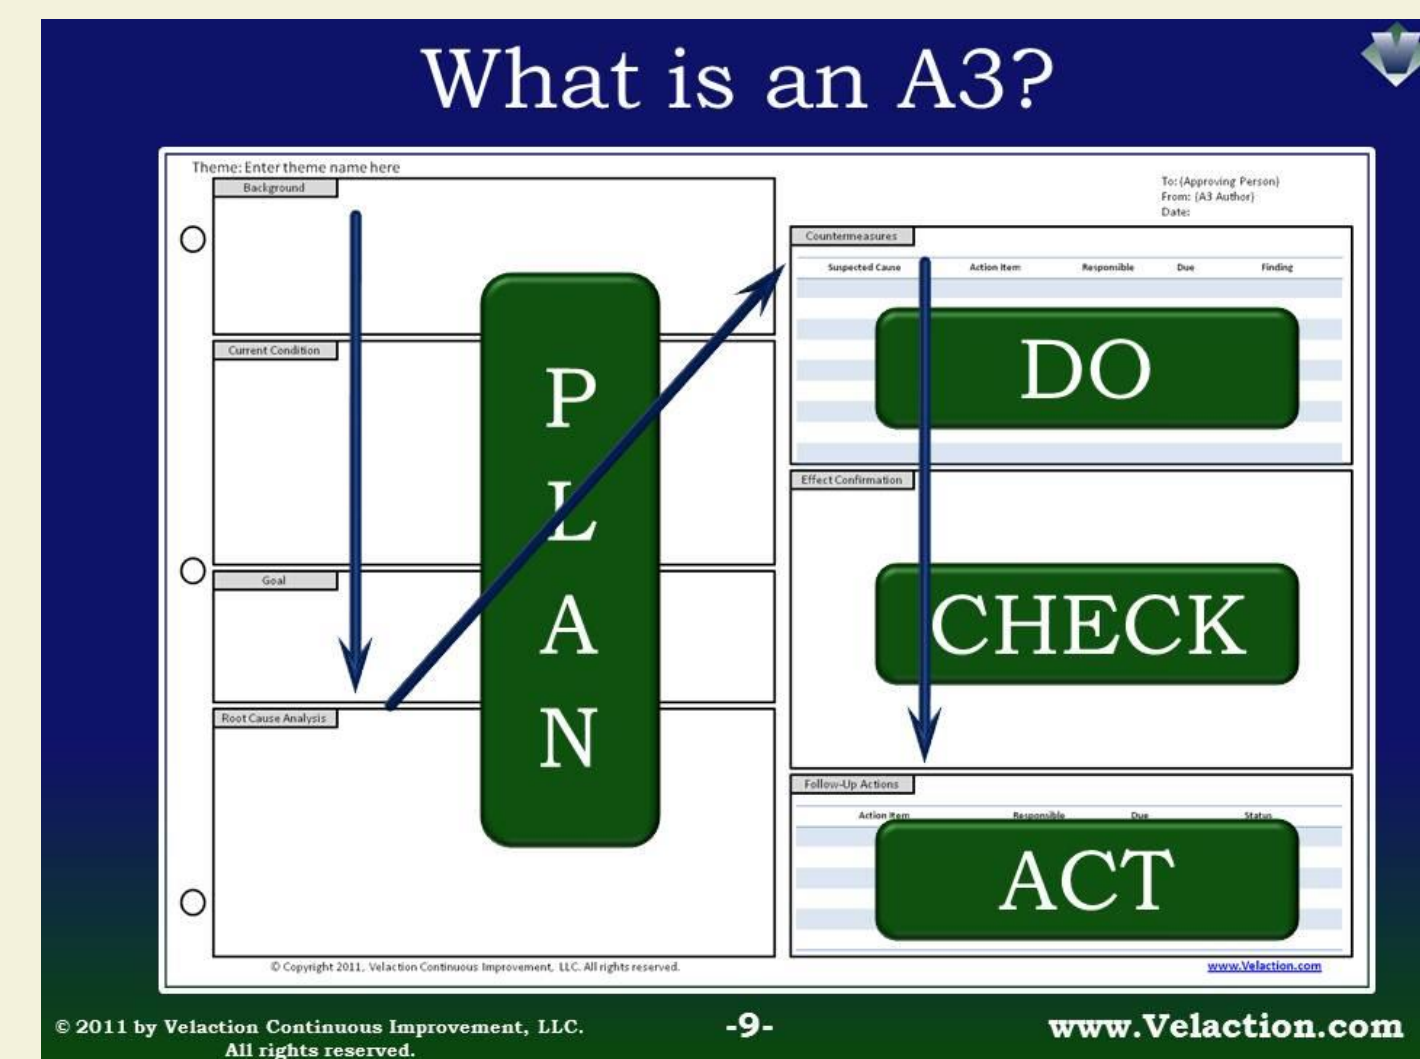 What is an A3?
Theme: Enter theme name here
Background
Current Condition
Goal
Root Cause Analysis
P
L
A
N
To: (Approving Person)
From: (A3 Author)
Date:
Countermeasures
Suspected Cause Action Item Responsible Due Finding
DO
Effect Confirmation
CHECK
Follow-Up Actions
Action Item Responsible Due Status
ACT
© Copyright 2011, Velaction Continuous Improvement, LLC. All rights reserved.
www.Velaction.com
© 2011 by Velaction Continuous Improvement, LLC.
All rights reserved.
-9-
www.Velaction.com